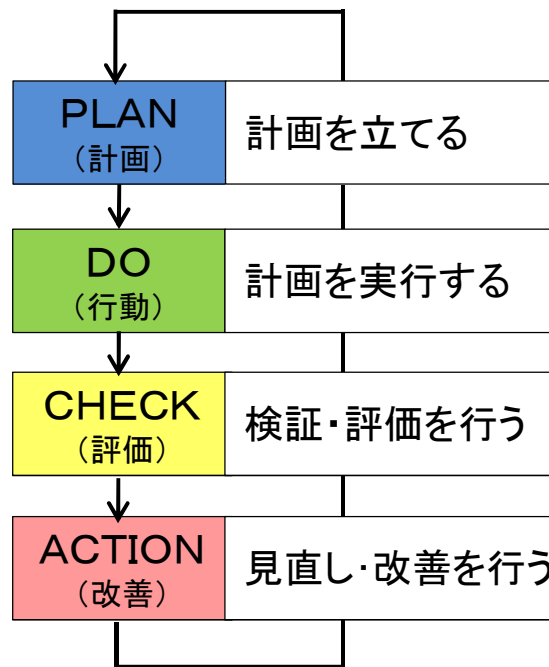 PLAN
(計画)
計画を立てる
DO
(行動)
計画を実行する
CHECK
(評価)
検証・評価を行う
ACTION
(改善)
見直し・改善を行う